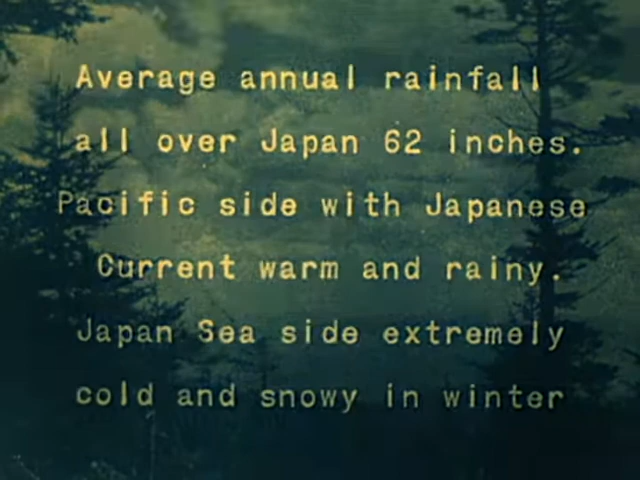 Average annual rainfall
all over Japan 62 inches.
Pacific side with Japanese
Current warm and rainy.
Japan Sea side extremely
cold and snowy in winter